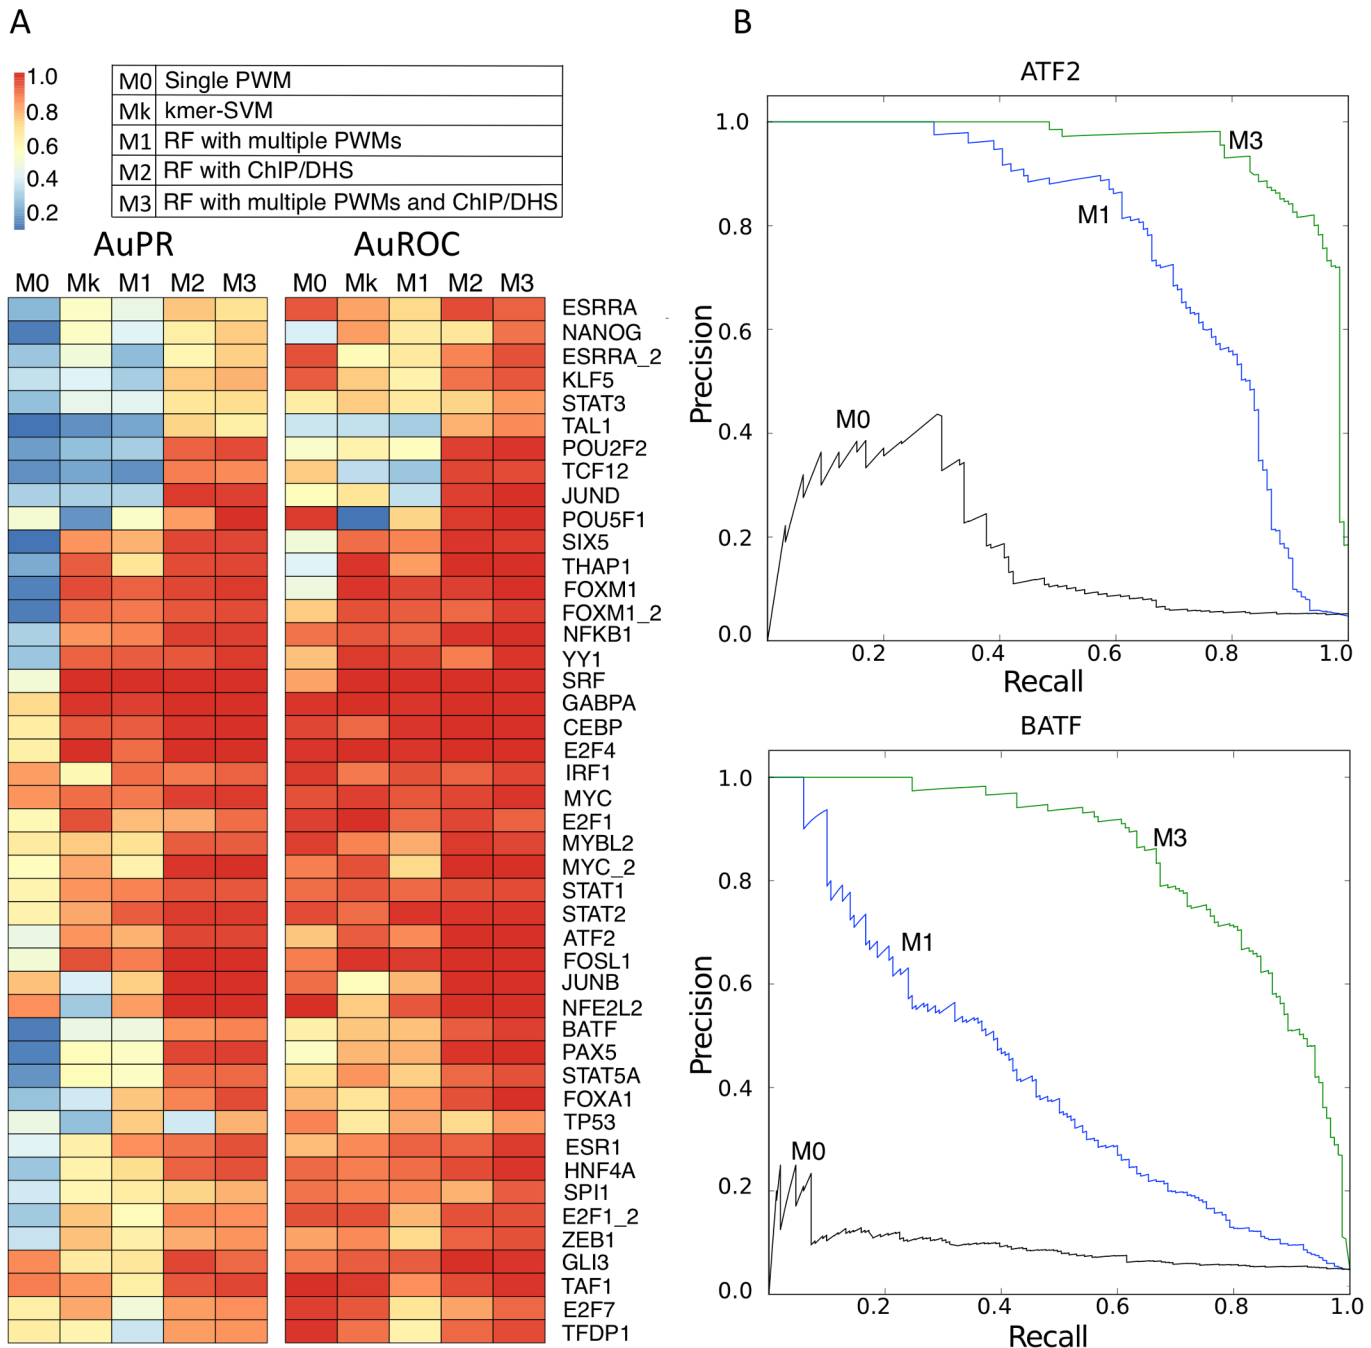 A
1.0
0.8
0.6
0.4
0.2
M0 Single PWM
Mk kmer-SVM
M1 RF with multiple PWMs
M2 RF with ChIP/DHS
M3 RF with multiple PWMs and ChIP/DHS
AuPR AuROC
M0 Mk M1 M2 M3 M0 Mk M1 M2 M3
ESRRA
NANOG
ESRRA_2
KLF5
STAT3
TAL1
POU2F2
TCF12
JUND
POU5F1
SIX5
THAP1
FOXM1
FOXM1_2
NFKB1
YY1
SRF
GABPA
CEBP
E2F4
IRF1
MYC
E2F1
MYBL2
MYC_2
STAT1
STAT2
ATF2
FOSL1
JUNB
NFE2L2
BATF
PAX5
STAT5A
FOXA1
TP53
ESR1
HNF4A
SPI1
E2F1_2
ZEB1
GLI3
TAF1
E2F7
TFDP1
B
ATF2
1.0
0.8
0.6
0.4
0.2
0.0
Precision
M3
M1
M0
0.2 0.4 0.6 0.8 1.0
Recall
BATF
1.0
0.8
0.6
0.4
0.2
0.0
Precision
M3
M1
M0
0.2 0.4 0.6 0.8 1.0
Recall